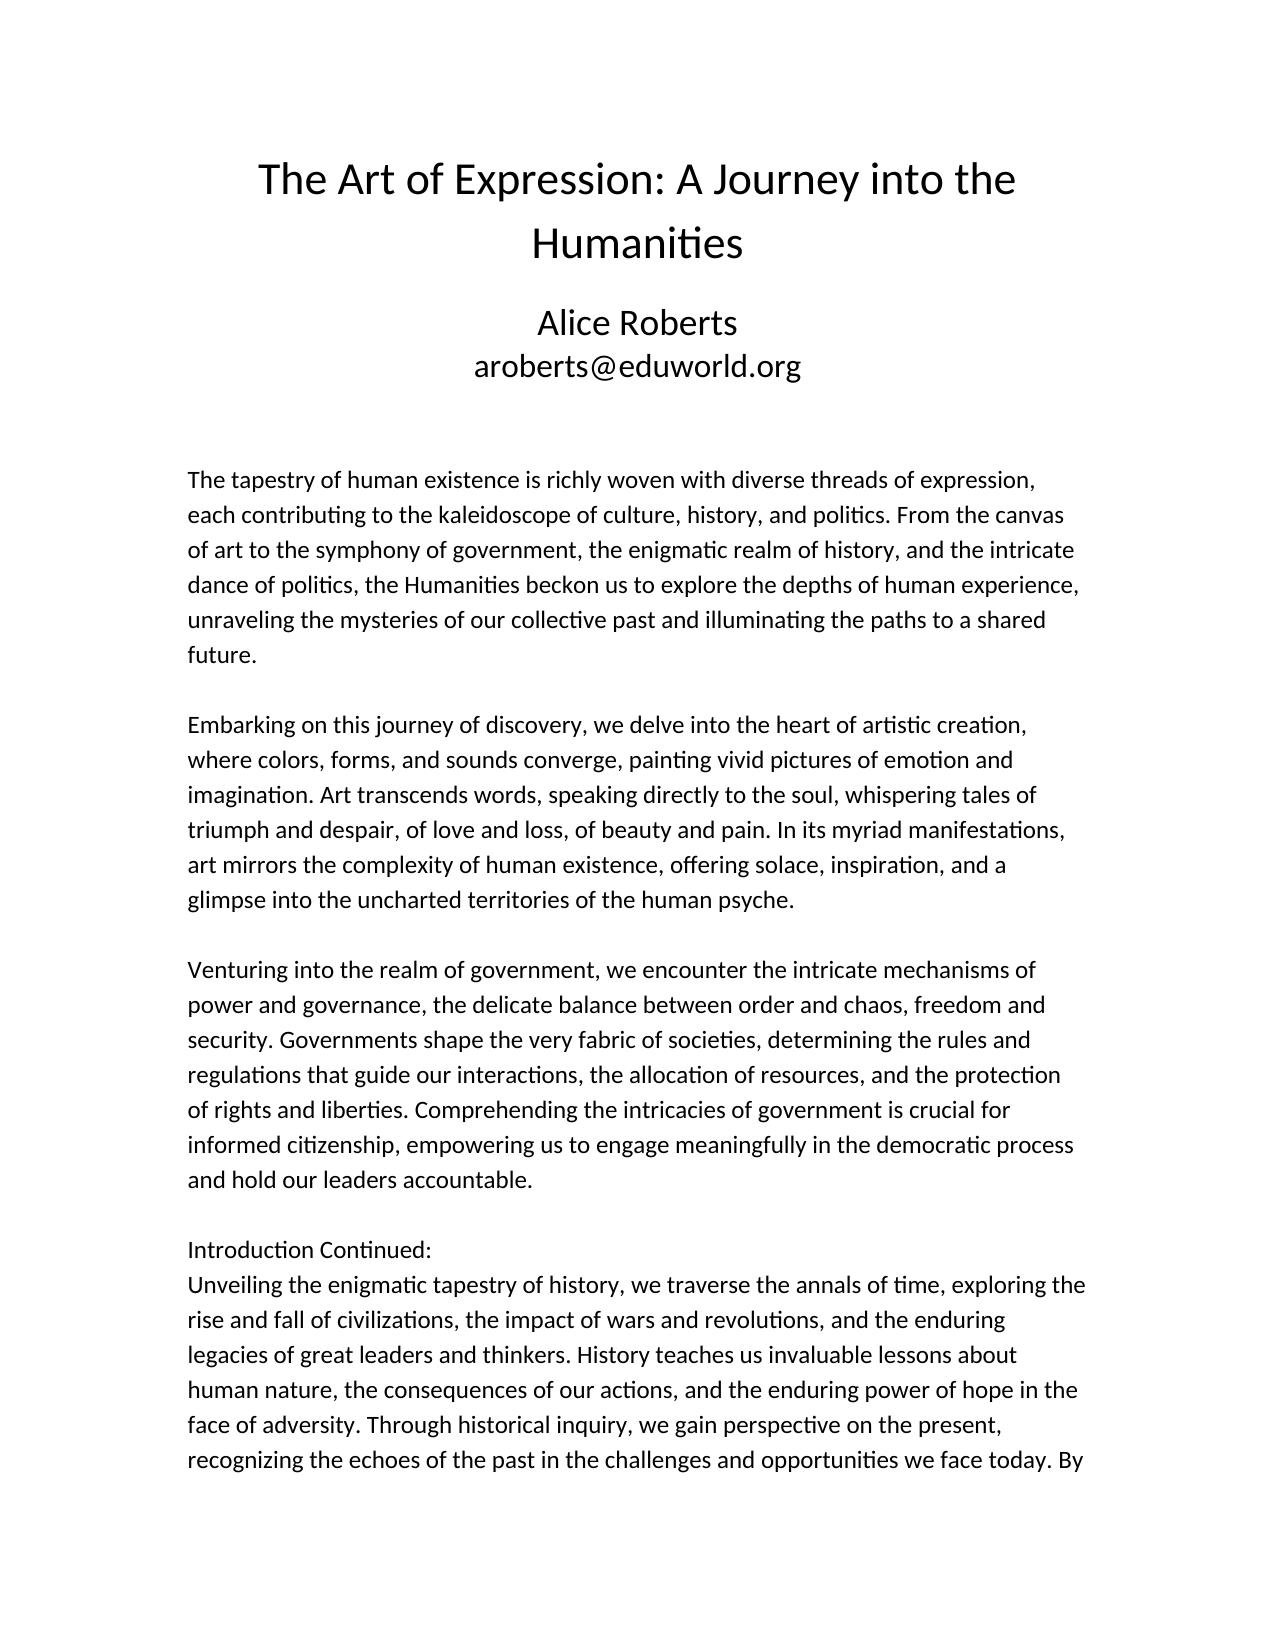 The Art of Expression: A Journey into the
Humanities
Alice Roberts
aroberts@eduworld.org
The tapestry of human existence is richly woven with diverse threads of expression,
each contributing to the kaleidoscope of culture, history, and politics. From the canvas
of art to the symphony of government, the enigmatic realm of history, and the intricate
dance of politics, the Humanities beckon us to explore the depths of human experience,
unraveling the mysteries of our collective past and illuminating the paths to a shared
future.
Embarking on this journey of discovery, we delve into the heart of artistic creation,
where colors, forms, and sounds converge, painting vivid pictures of emotion and
imagination. Art transcends words, speaking directly to the soul, whispering tales of
triumph and despair, of love and loss, of beauty and pain. In its myriad manifestations,
art mirrors the complexity of human existence, offering solace, inspiration, and a
glimpse into the uncharted territories of the human psyche.
Venturing into the realm of government, we encounter the intricate mechanisms of
power and governance, the delicate balance between order and chaos, freedom and
security. Governments shape the very fabric of societies, determining the rules and
regulations that guide our interactions, the allocation of resources, and the protection
of rights and liberties. Comprehending the intricacies of government is crucial for
informed citizenship, empowering us to engage meaningfully in the democratic process
and hold our leaders accountable.
Introduction Continued:
Unveiling the enigmatic tapestry of history, we traverse the annals of time, exploring the
rise and fall of civilizations, the impact of wars and revolutions, and the enduring
legacies of great leaders and thinkers. History teaches us invaluable lessons about
human nature, the consequences of our actions, and the enduring power of hope in the
face of adversity. Through historical inquiry, we gain perspective on the present,
recognizing the echoes of the past in the challenges and opportunities we face today. By